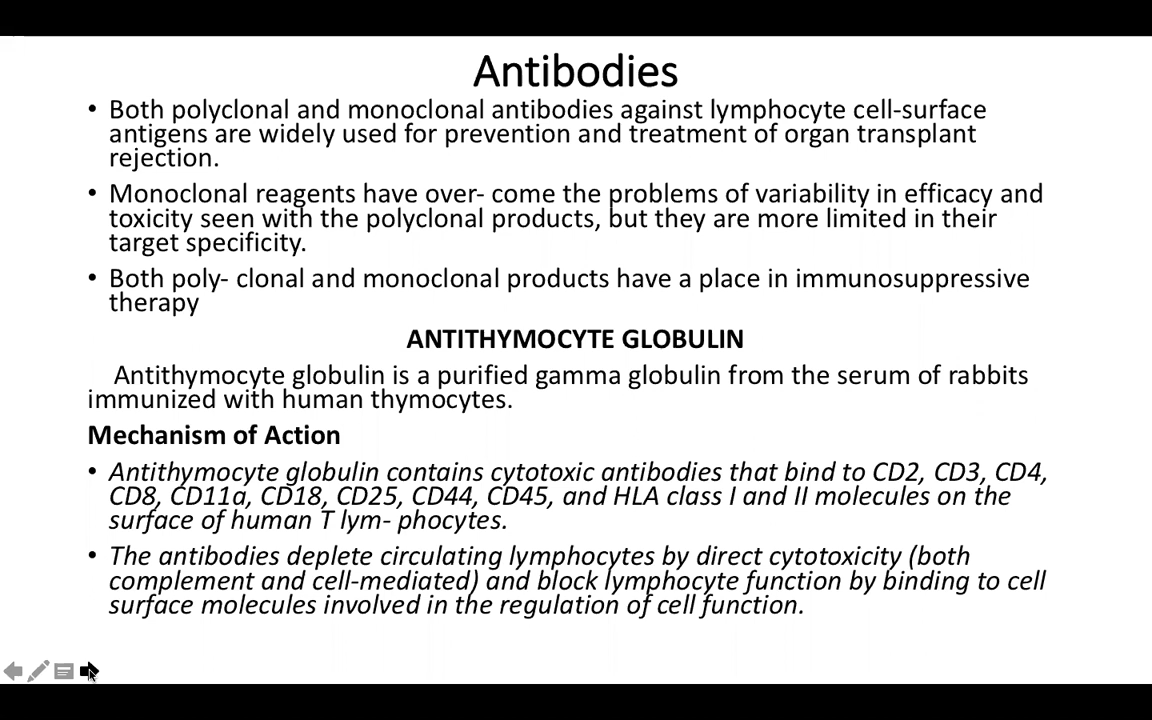 Antibodies
• Both polyclonal and monoclonal antibodies against lymphocyte cell-surface
antigens are widely used for prevention and treatment of organ transplant
rejection.
• Monoclonal reagents have over- come the problems of variability in efficacy and
toxicity seen with the polyclonal products, but they are more limited in their
target specificity.
• Both poly- clonal and monoclonal products have a place in immunosuppressive
therapy
ANTITHYMOCYTE GLOBULIN
Antithymocyte globulin is a purified gamma globulin from the serum of rabbits
immunized with human thymocytes.
Mechanism of Action
• Antithymocyte globulin contains cytotoxic antibodies that bind to CD2, CD3, CD4,
CD8, CD11a, CD18, CD25, CD44, CD45, and HLA class I and II molecules on the
surface of human T lym- phocytes.
• The antibodies deplete circulating lymphocytes by direct cytotoxicity (both
complement and cell-mediated) and block lymphocyte function by binding to cell
surface molecules involved in the regulation of cell function.